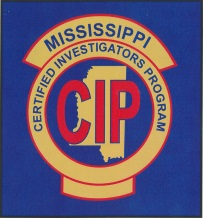 MISSISSIPPI
CERTIFIED INVESTIGATORS PROGRAM
CIP